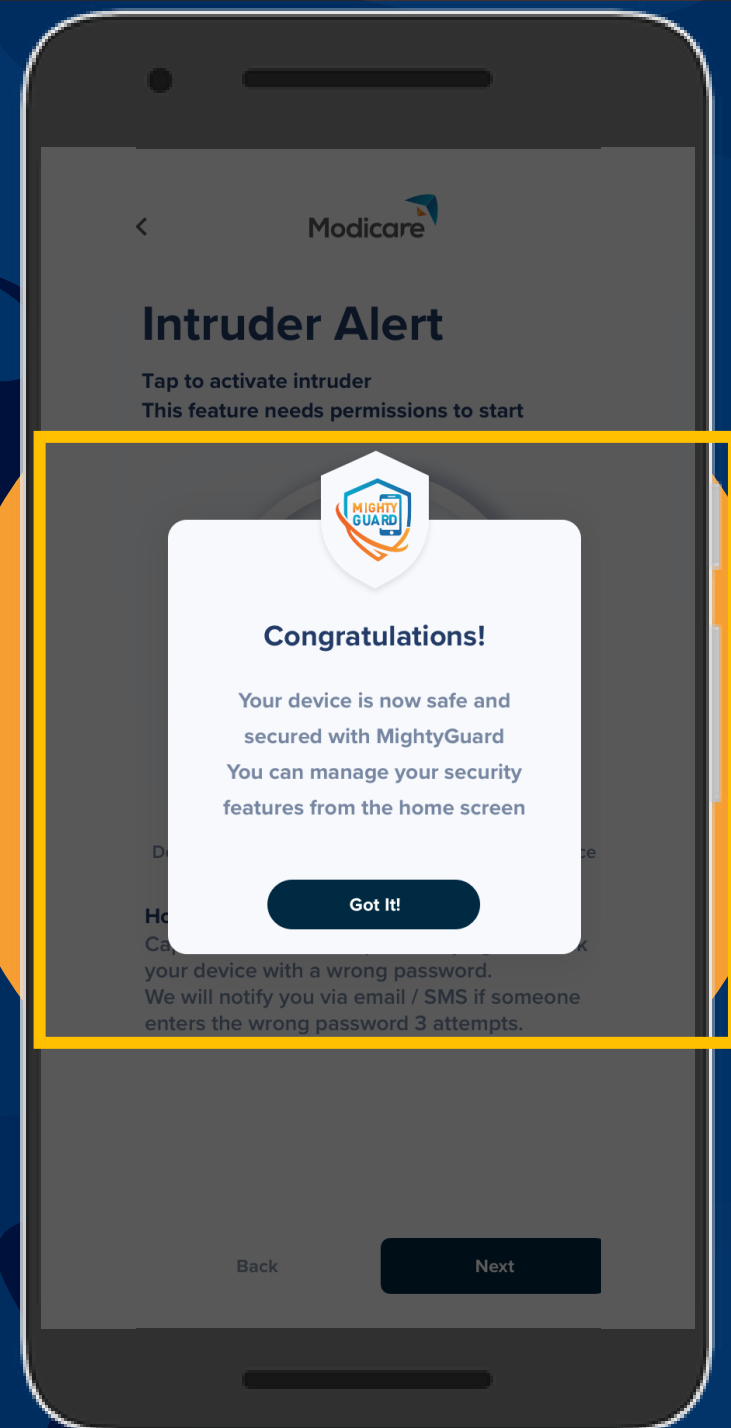 Modicare
Intruder Alert
Tap to activate intruder
This feature needs permissions to start
MIGHTY
GUARD
Congratulations!
Your device is now safe and
secured with MightyGuard
You can manage your security
features from the home screen
Got It!
your device with a wrong password.
We will notify you via email / SMS if someone
enters the wrong password 3 attempts.
Back
Next